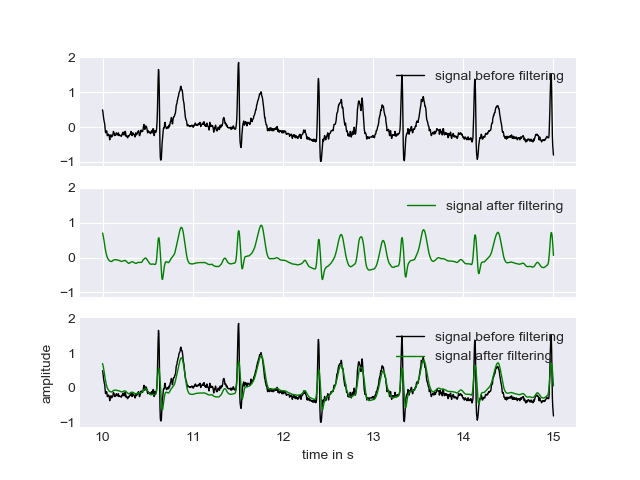 2
signal before filtering
1
0
−1
2
signal after filtering
1
0
−1
2
signal before filtering
signal after filtering
1
0
−1
amplitude
10 11 12 13 14 15
time in s